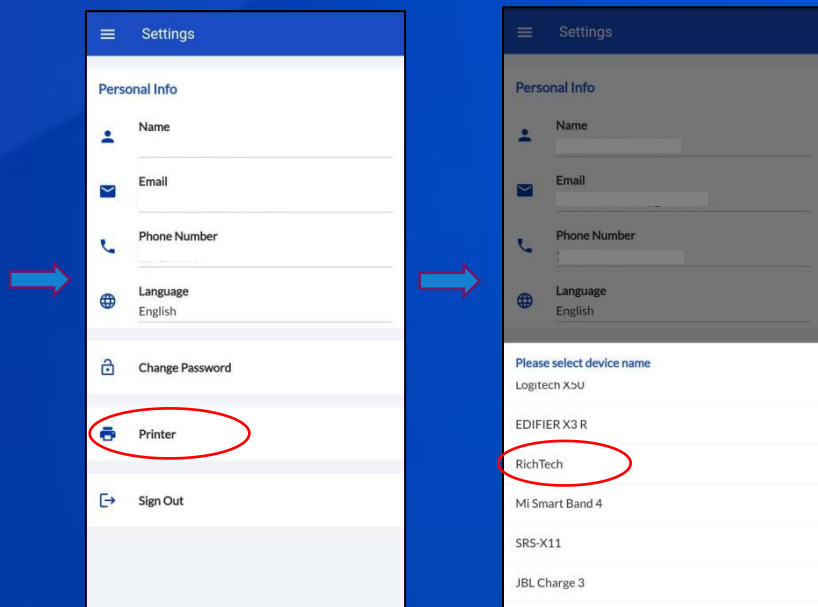 Settings
Personal Info
Name
Email
Phone Number
Language
English
Change Password
Printer
Sign Out
Settings
Personal Info
Name
Email
Phone Number
Language
English
Please select device name
Logitech X50
EDIFIER X3 R
RichTech
Mi Smart Band 4
SRS-X11
JBL Charge 3